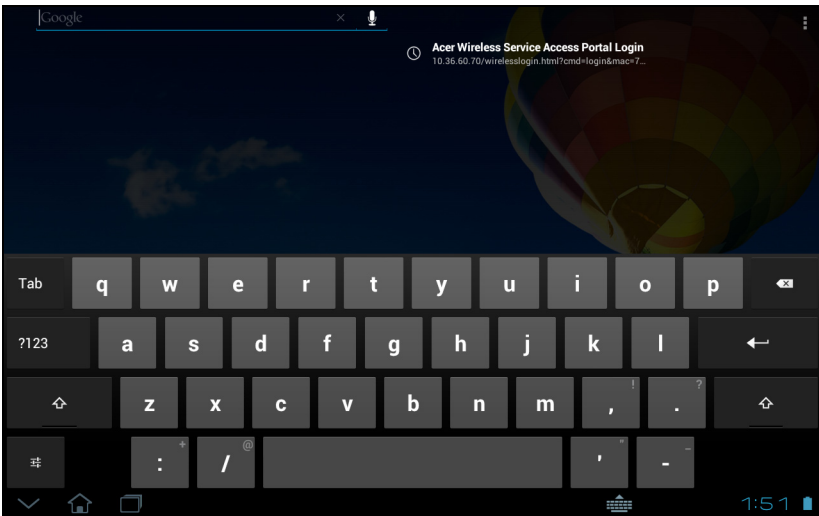 Google
Acer Wireless Service Access Portal Login
10.36.60.70/wirelesslogin.html?cmd=login&mac=7...
Tab q w e r t y u i o p
?123 a s d f g h j k l
z x c v b n m , ! . ?
: + / @ ' " - _
1:51